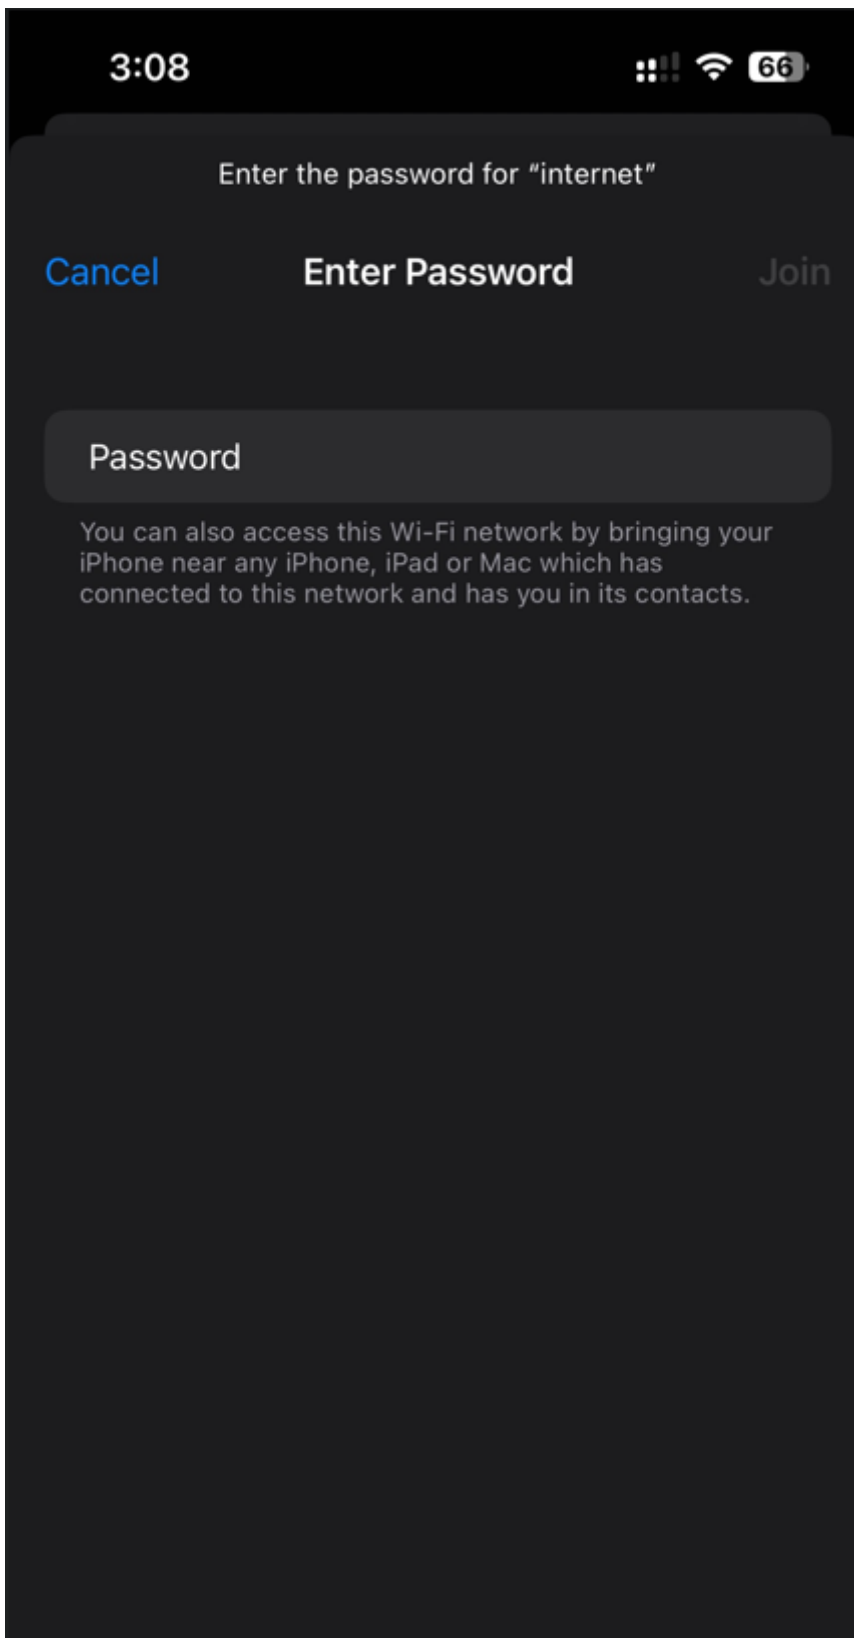 3:08
66
Enter the password for “internet”
Cancel
Enter Password
Join
Password
You can also access this Wi-Fi network by bringing your
iPhone near any iPhone, iPad or Mac which has
connected to this network and has you in its contacts.